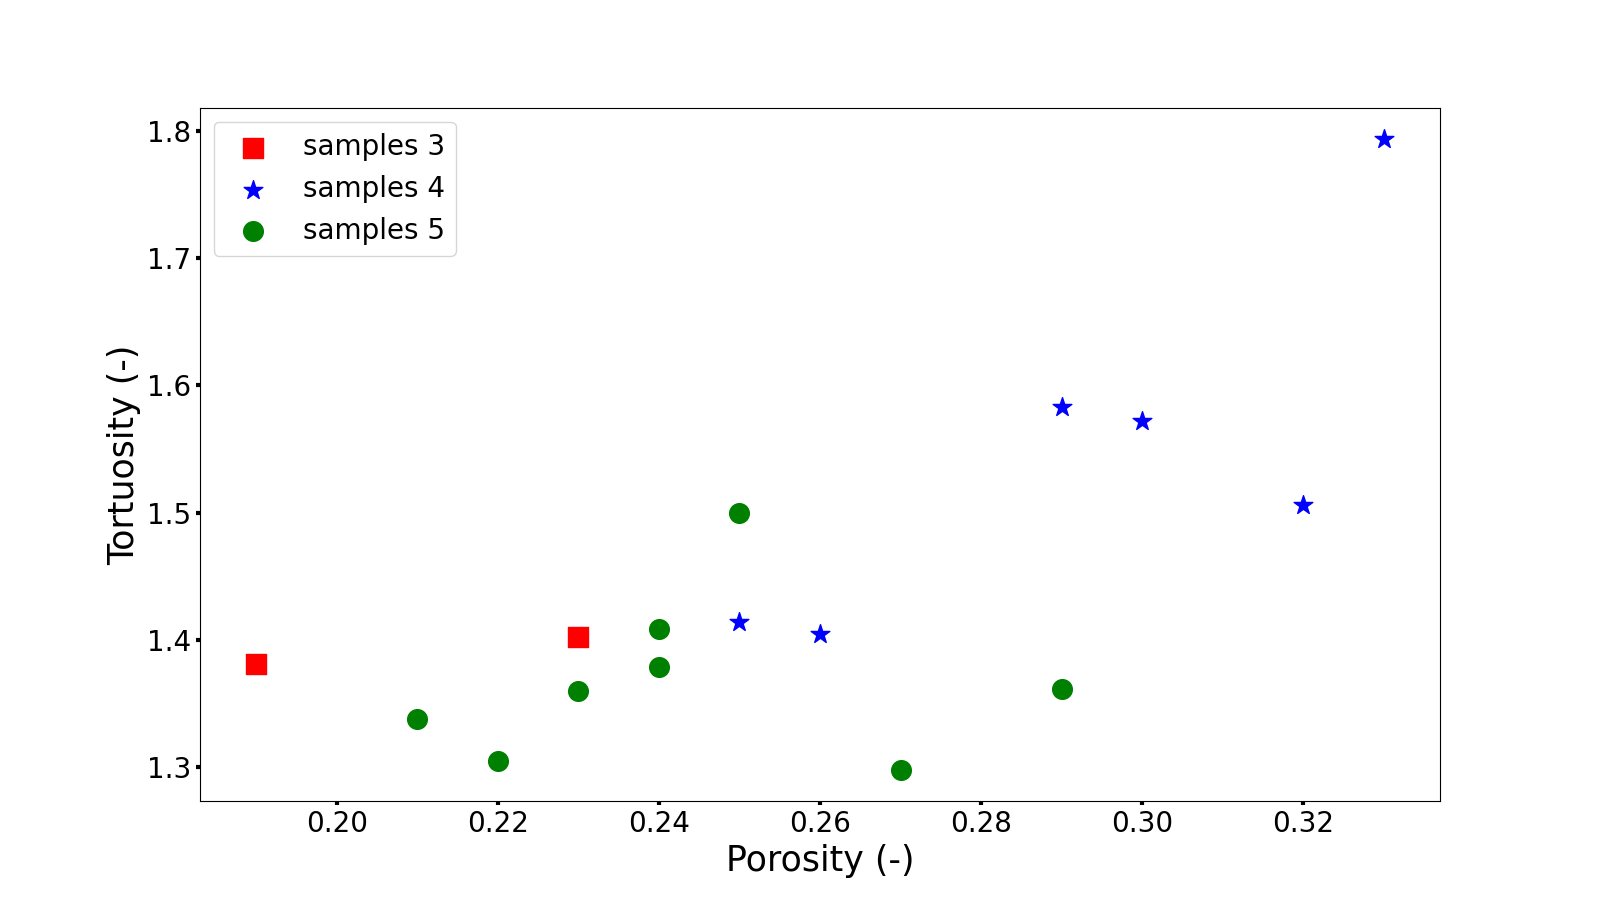 samples 3
samples 4
samples 5
1.8
1.7
1.6
1.5
1.4
1.3
Tortuosity (-)
0.20 0.22 0.24 0.26 0.28 0.30 0.32
Porosity (-)